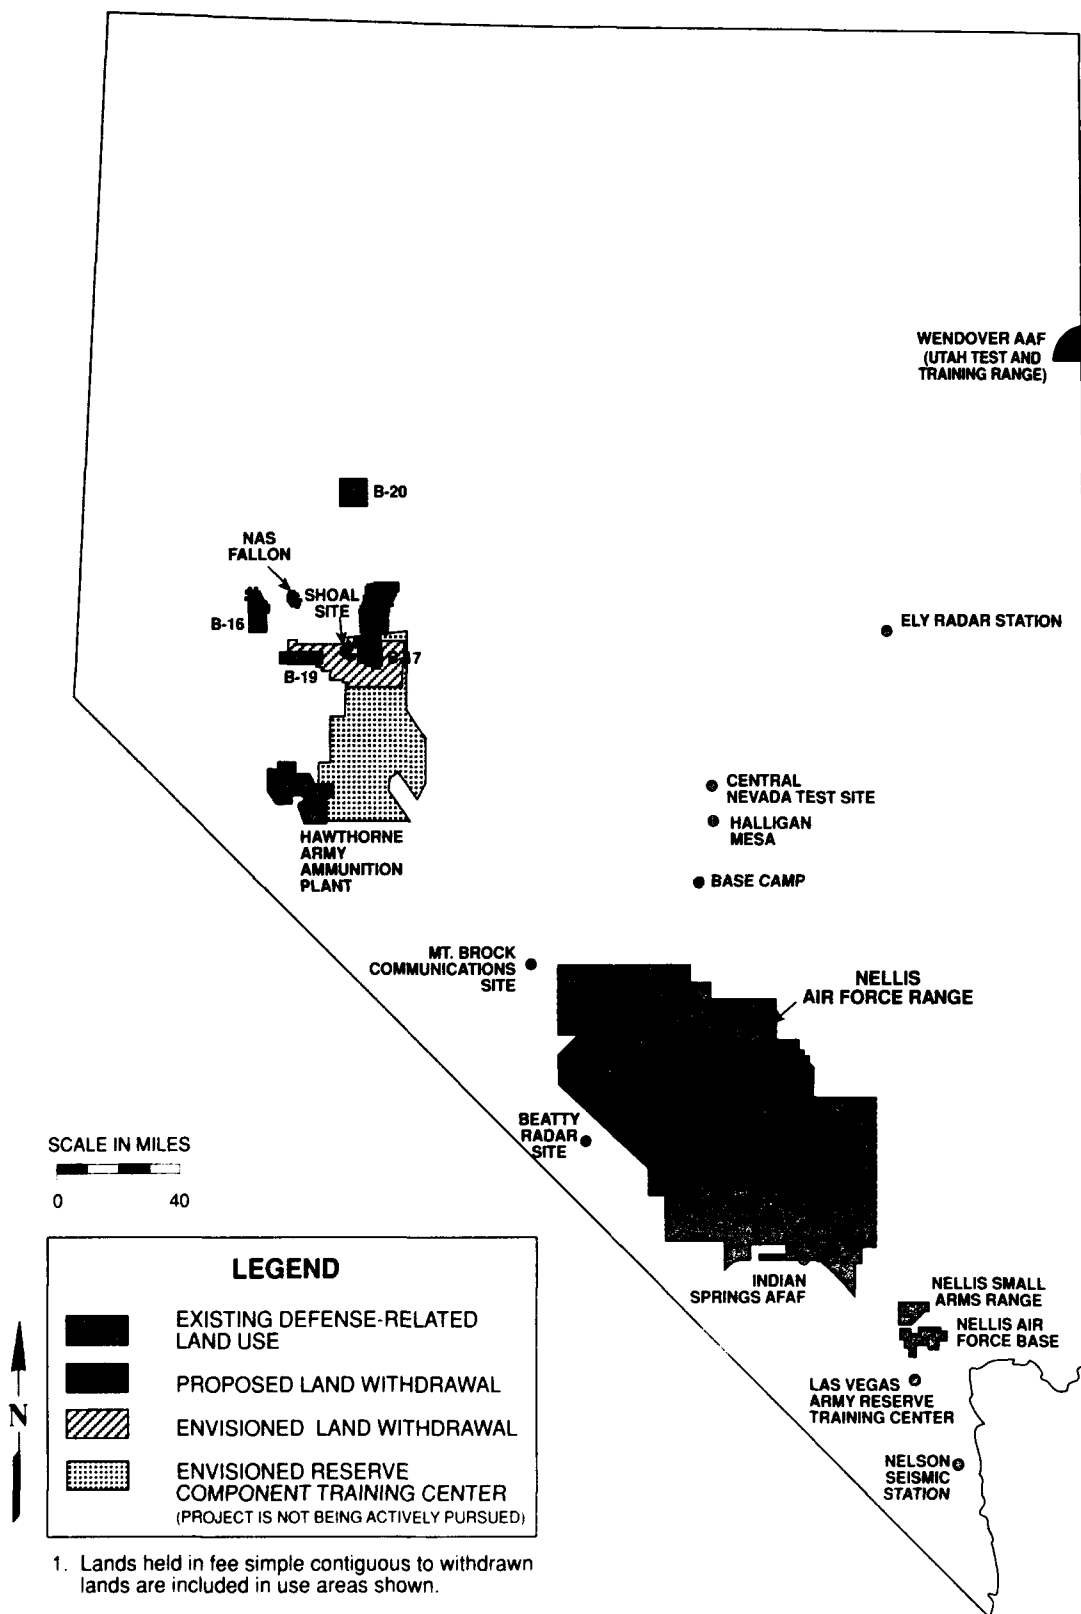 WENDOVER AAF
(UTAH TEST AND
TRAINING RANGE)
B-20
NAS
FALLON
SHOAL
SITE
B-16
B-17
B-19
ELY RADAR STATION
CENTRAL
NEVADA TEST SITE
HALLIGAN
MESA
BASE CAMP
HAWTHORNE
ARMY
AMMUNITION
PLANT
MT. BROCK
COMMUNICATIONS
SITE
NELLIS
AIR FORCE RANGE
BEATTY
RADAR
SITE
SCALE IN MILES
0 40
INDIAN
SPRINGS AFAF
NELLIS SMALL
ARMS RANGE
NELLIS AIR
FORCE BASE
LAS VEGAS
ARMY RESERVE
TRAINING CENTER
NELSON
SEISMIC
STATION
N
LEGEND
EXISTING DEFENSE-RELATED
LAND USE
PROPOSED LAND WITHDRAWAL
ENVISIONED LAND WITHDRAWAL
ENVISIONED RESERVE
COMPONENT TRAINING CENTER
(PROJECT IS NOT BEING ACTIVELY PURSUED)
1. Lands held in fee simple contiguous to withdrawn
lands are included in use areas shown.